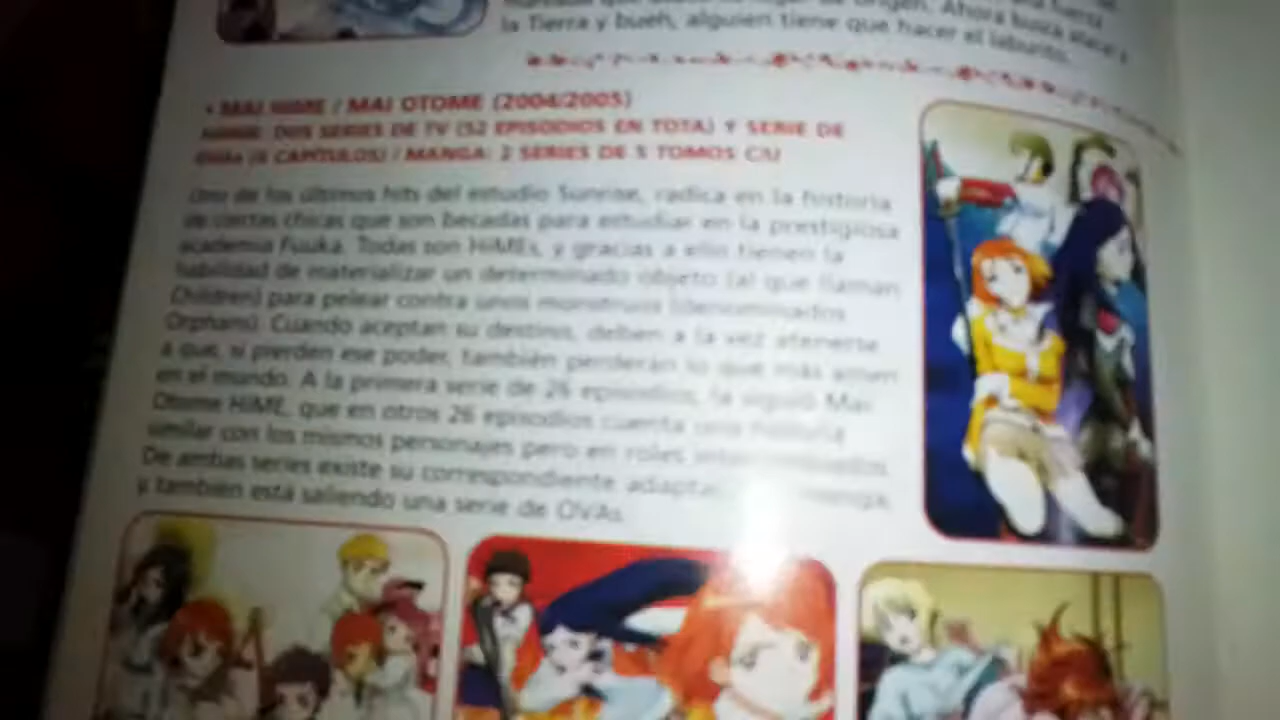 la Tierra y bueh, alguien tiene que hacer el laburito.
origen. Ahora busca
• MAI HIME / MAI OTOME (2004/2005)
ANIME: DOS SERIES DE TV (52 EPISODIOS EN TOTAL) Y SERIE DE
OVAs (4 CAPÍTULOS) / MANGA: 2 SERIES DE 5 TOMOS C/U
Uno de los últimos hits del estudio Sunrise, radica en la historia
de ciertas chicas que son becadas para estudiar en la prestigiosa
academia Fuuka. Todas son HiMEs, y gracias a ello tienen la
habilidad de materializar un determinado objeto (al que llaman
Children) para pelear contra unos monstruos (denominados
Orphans). Cuando aceptan su destino, deben a la vez atenerse
a que, si pierden ese poder, también perderán lo que más amen
en el mundo. A la primera serie de 26 episodios, la siguió Mai
Otome HiME, que en otros 26 episodios cuenta una historia
similar con los mismos personajes pero en roles
De ambas series existe su correspondiente manga,
y también está saliendo una serie de OVAs.